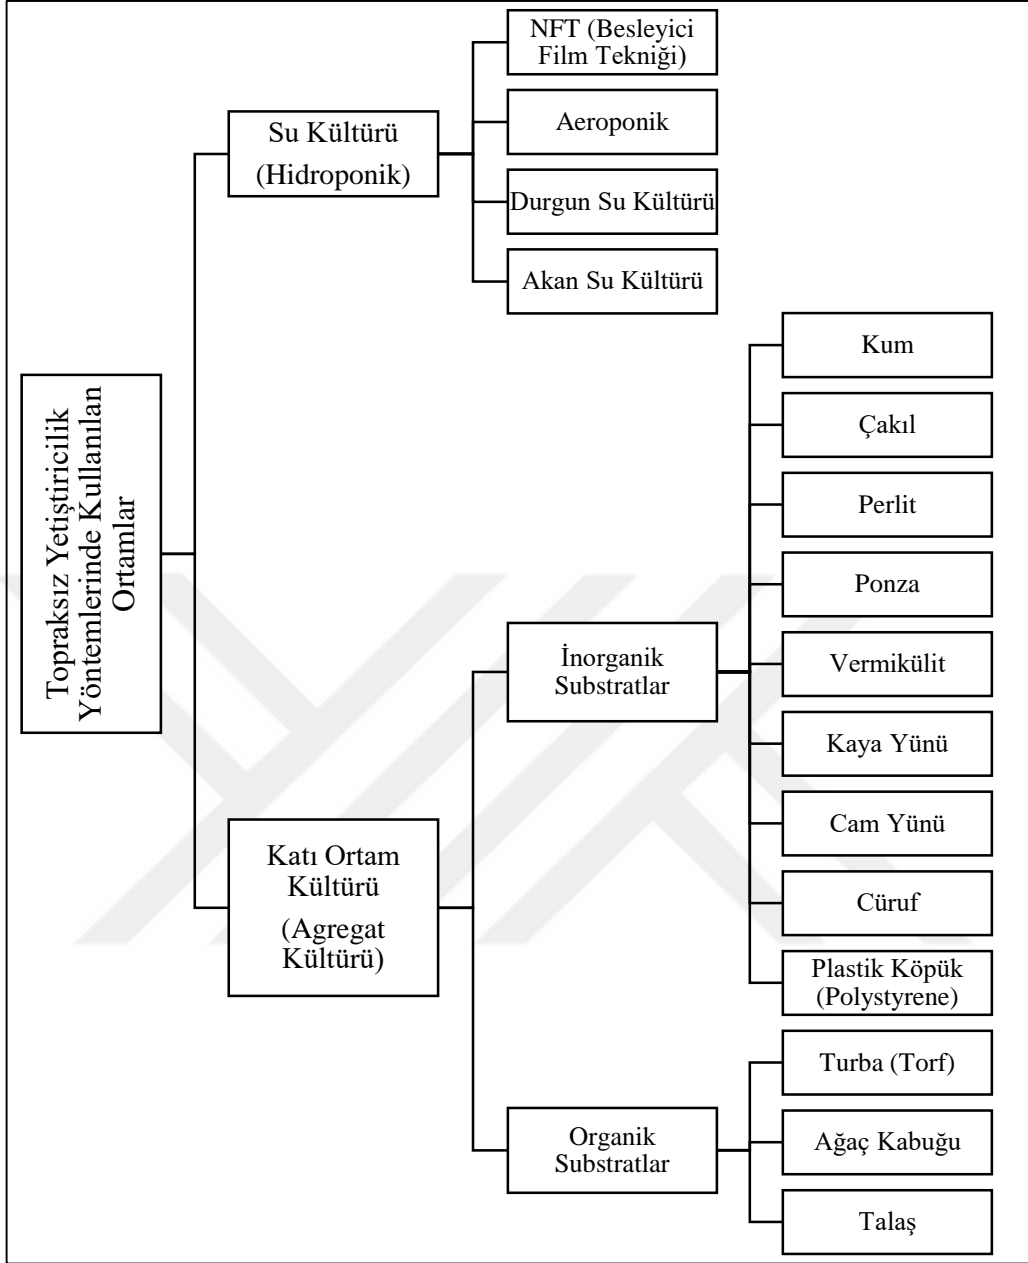 Topraksız Yetiştiricilik
Yöntemlerinde Kullanılan
Ortamlar
Su Kültürü
(Hidroponik)
NFT (Besleyici
Film Tekniği)
Aeroponik
Durgun Su Kültürü
Akan Su Kültürü
Katı Ortam
Kültürü
(Agregat
Kültürü)
İnorganik
Substratlar
Kum
Çakıl
Perlit
Ponza
Vermikülit
Kaya Yünü
Cam Yünü
Cüruf
Plastik Köpük
(Polystyrene)
Organik
Substratlar
Turba (Torf)
Ağaç Kabuğu
Talaş